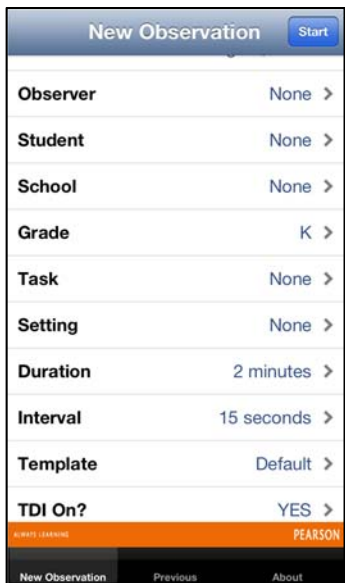 New Observation Start
Observer None >
Student None >
School None >
Grade K >
Task None >
Setting None >
Duration 2 minutes >
Interval 15 seconds >
Template Default >
TDI On? YES >
ALWAYS LEARNING PEARSON
New Observation Previous About